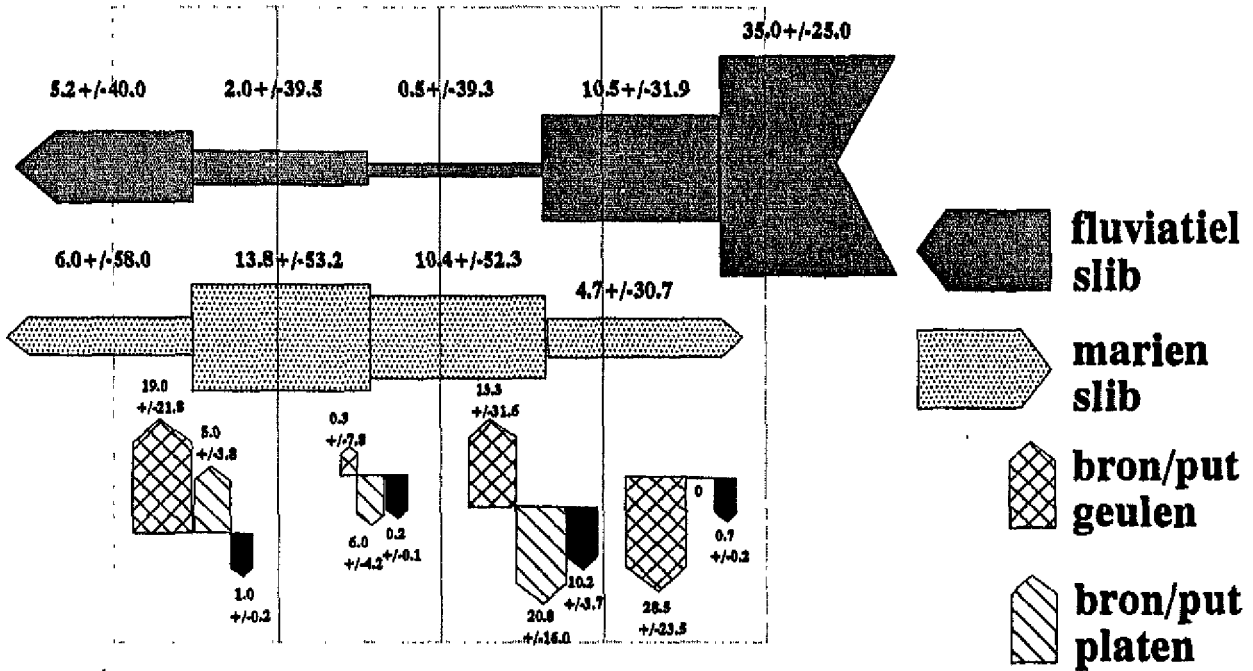 35.0+/-25.0
5.2+/-40.0 2.0+/-39.5 0.5+/-39.3 10.5+/-31.9
fluviatiel
slib
6.0+/-58.0 13.8+/-53.2 10.4+/-52.3 4.7+/-30.7
marien
slib
19.0
+/-21.8
5.0
+/-3.8
1.0
+/-0.2
0.3
+/-7.8
6.0
+/-4.2
0.2
+/-0.1
+/-31.6
20.8
+/-16.0
10.2
+/-3.7
28.5
+/-23.5
0
0.7
+/-0.2
bron/put
geulen
bron/put
platen